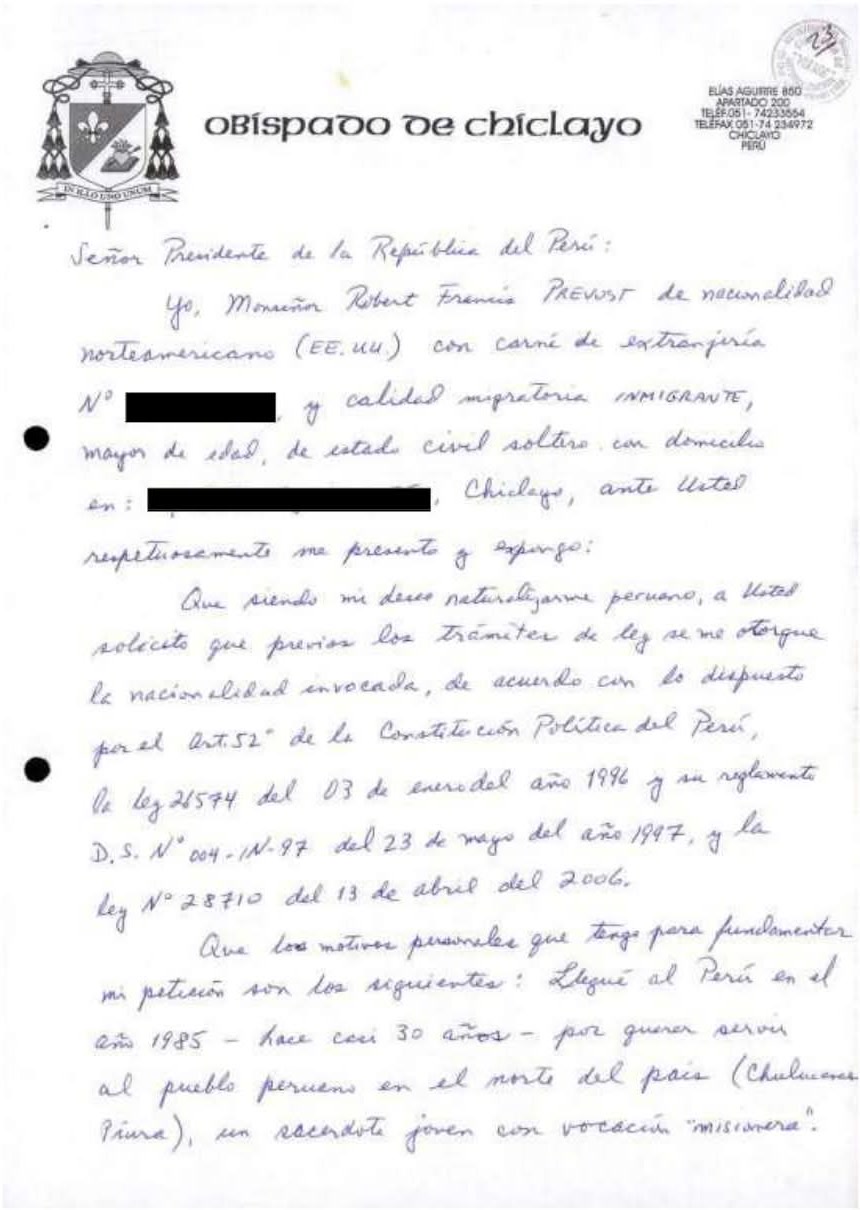 23
ELÍAS AGUIRRE 850
APARTADO 200
TELÉF.051- 74233554
TELEFAX 051-74 234972
CHICLAYO
PERÚ
OBISPADO DE CHICLAYO
IN ILLO UNO UNUM
Señor Presidente de la República del Perú:
Yo, Monseñor Robert Francis PREVOST de nacionalidad
norteamericano (EE.UU.) con carné de extranjería
N° , y calidad migratoria INMIGRANTE,
mayor de edad, de estado civil soltero con domicilio
en: , Chiclayo, ante Usted
respetuosamente me presento y expongo:
Que siendo mi deseo naturalizarme peruano, a Usted
solicito que previos los trámites de ley se me otorgue
la nacionalidad invocada, de acuerdo con lo dispuesto
por el Art. 52° de la Constitución Política del Perú,
la ley 26574 del 03 de enero del año 1996 y su reglamento
D.S. N° 004-IN-97 del 23 de mayo del año 1997, y la
ley N° 28710 del 13 de abril del 2006.
Que los motivos personales que tengo para fundamentar
mi petición son los siguientes: Llegué al Perú en el
año 1985 - hace casi 30 años - por querer servir
al pueblo peruano en el norte del país (Chulucanas
Piura), un sacerdote joven con vocación "misionera".